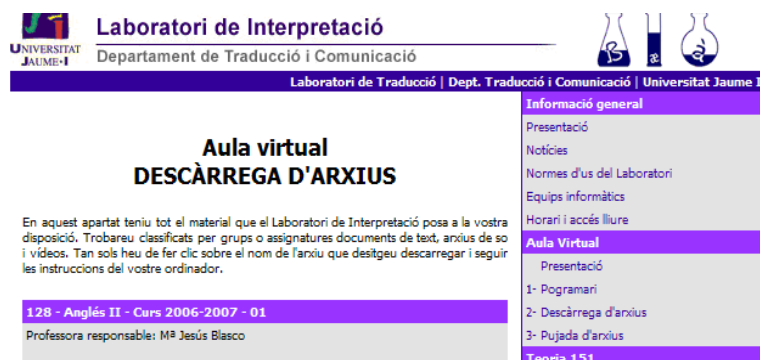 UNIVERSITAT
JAUME·I
Laboratori de Interpretació
Departament de Traducció i Comunicació
B
æ
à
Laboratori de Traducció | Dept. Traducció i Comunicació | Universitat Jaume I
Aula virtual
DESCÀRREGA D'ARXIUS
En aquest apartat teniu tot el material que el Laboratori de Interpretació posa a la vostra
disposició. Trobareu classificats per grups o assignatures documents de text, arxius de so
i vídeos. Tan sols heu de fer clic sobre el nom de l'arxiu que desitgeu descarregar i seguir
les instruccions del vostre ordinador.
128 - Anglés II - Curs 2006-2007 - 01
Professora responsable: Mª Jesús Blasco
Informació general
Presentació
Notícies
Normes d'us del Laboratori
Equips informàtics
Horari i accés lliure
Aula Virtual
Presentació
1- Pogramari
2- Descàrrega d'arxius
3- Pujada d'arxius
Teoria 151